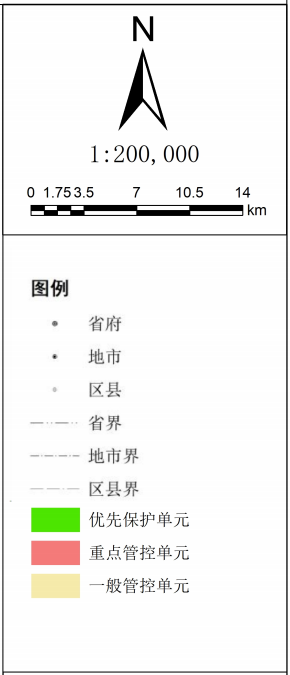 N
1:200,000
0 1.75 3.5 7 10.5 14
km
图例
省府
地市
区县
省界
地市界
区县界
优先保护单元
重点管控单元
一般管控单元